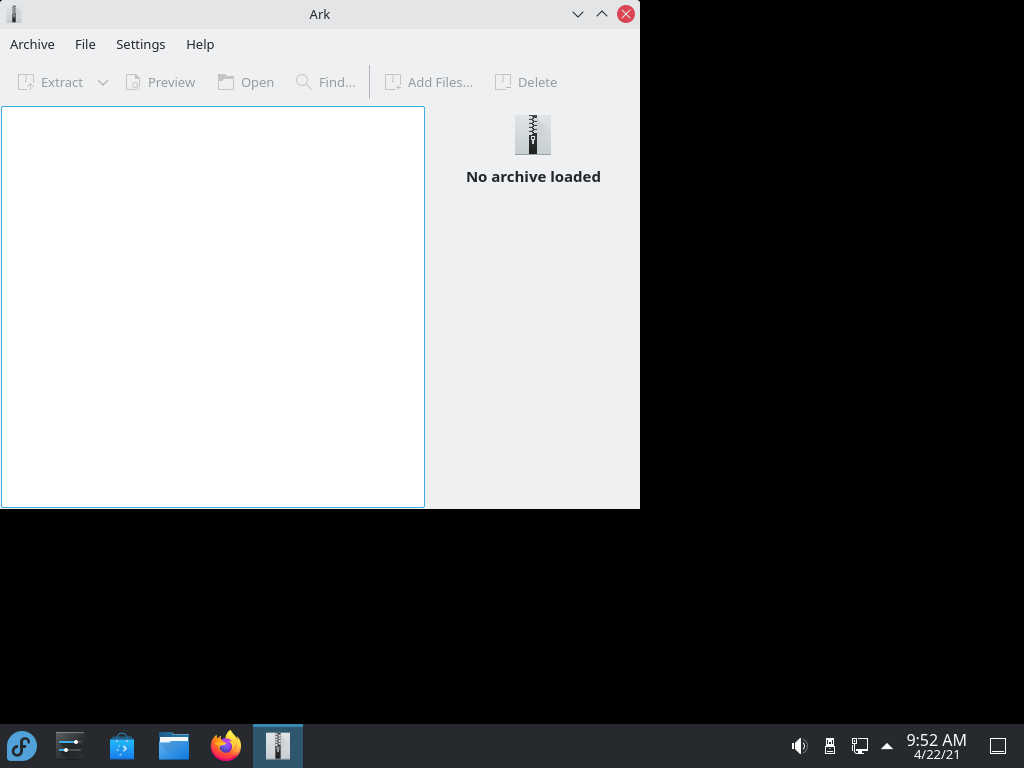 Ark
Archive File Settings Help
Extract Preview Open Find... Add Files... Delete
No archive loaded
9:52 AM
4/22/21